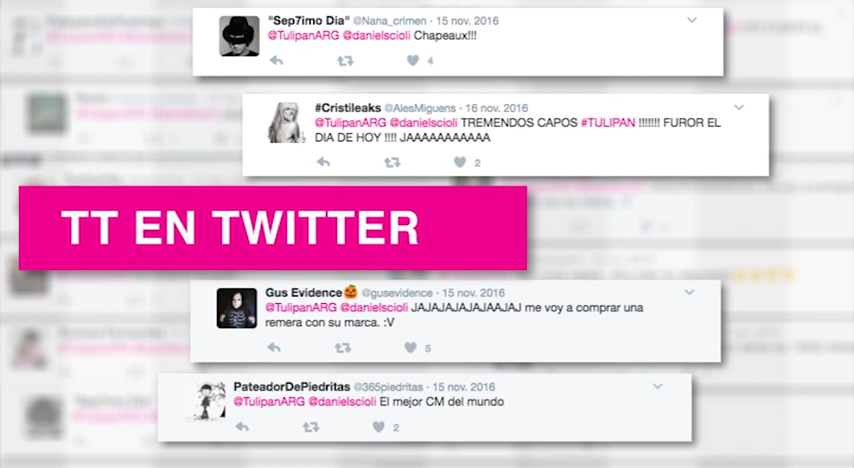 "Sep7imo Dia" @Nana_crimen · 15 nov. 2016
@TulipanARG @danielscioli Chapeaux!!!
4
#Cristileaks @AlesMiguens · 16 nov. 2016
@TulipanARG @danielscioli TREMENDOS CAPOS #TULIPAN !!!!!!! FUROR EL
DIA DE HOY !!!! JAAAAAAAAAAA
2
TT EN TWITTER
Gus Evidence🎃 @gusevidence · 15 nov. 2016
@TulipanARG @danielscioli JAJAJAJAJAJAAJAJ me voy a comprar una
remera con su marca. :V
5
PateadorDePiedritas @365piedritas · 15 nov. 2016
@TulipanARG @danielscioli El mejor CM del mundo
2